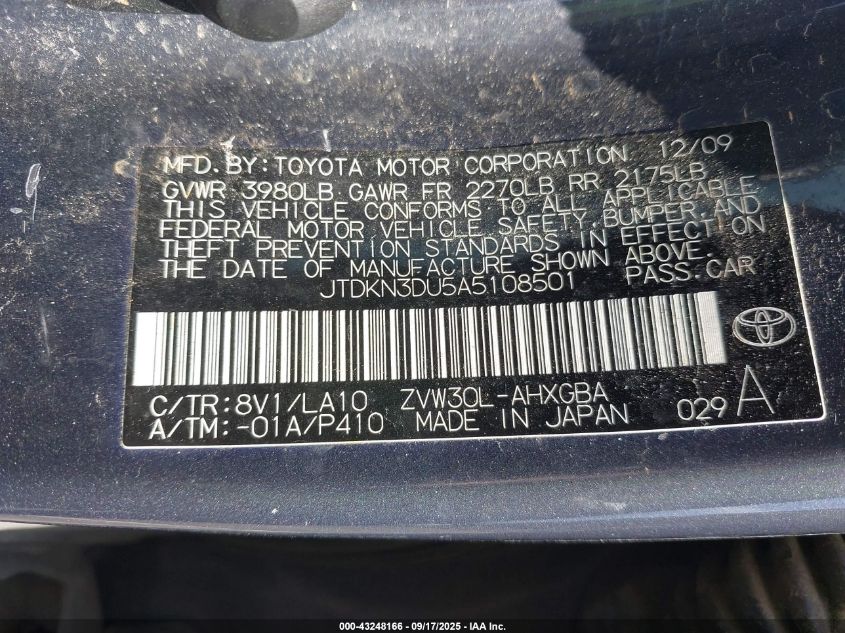 MFD. BY: TOYOTA MOTOR CORPORATION 12/09
GVWR 3980LB GAWR FR 2270LB RR 2175LB
THIS VEHICLE CONFORMS TO ALL APPLICABLE
FEDERAL MOTOR VEHICLE SAFETY, BUMPER, AND
THEFT PREVENTION STANDARDS IN EFFECT ON
THE DATE OF MANUFACTURE SHOWN ABOVE.
JTDKN3DU5A5108501 PASS. CAR
C/TR: 8V1/LA10 ZVW30L-AHXGBA
A/TM: -01A/P410 MADE IN JAPAN 029 A
000-43248166 - 09/17/2025 - IAA Inc.